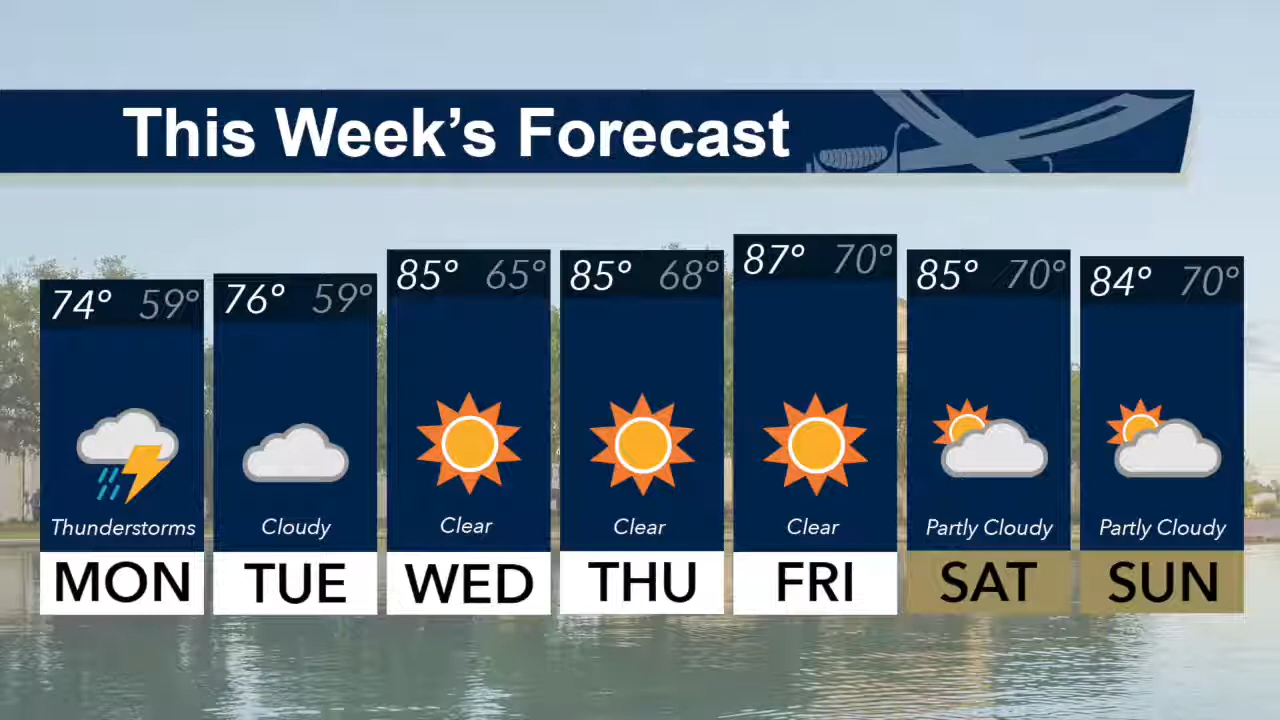 This Week's Forecast
74° 59°
Thunderstorms
MON
76° 59°
Cloudy
TUE
85° 65°
Clear
WED
85° 68°
Clear
THU
87° 70°
Clear
FRI
85° 70°
Partly Cloudy
SAT
84° 70°
Partly Cloudy
SUN